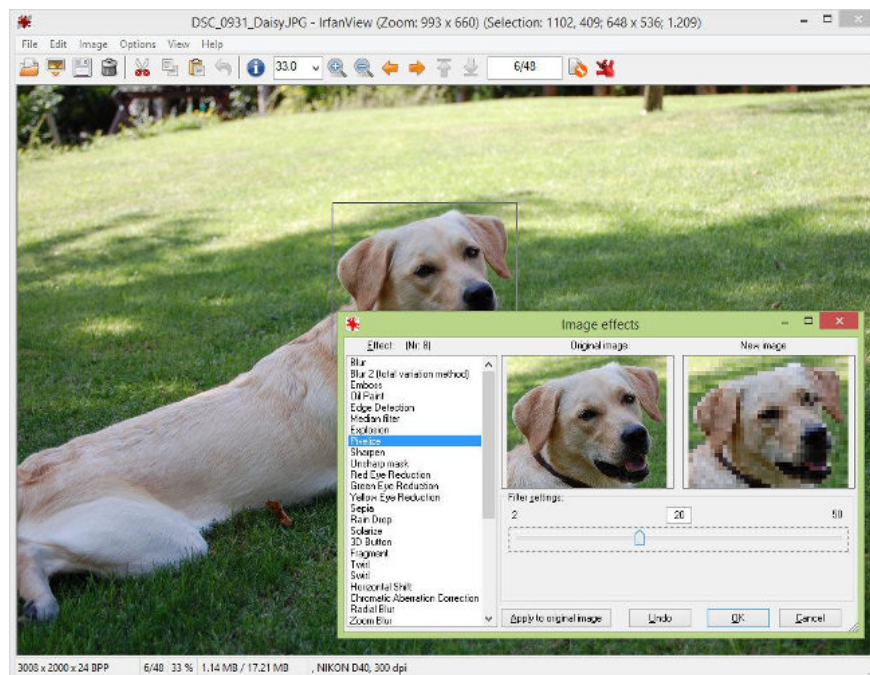 DSC_0931_DaisyJPG - IrfanView (Zoom: 993 x 660) (Selection: 1102, 409; 648 x 536; 1.209)
File Edit Image Options View Help
33.0 6/48
Image effects
Effect: (Nr: 8) Original image New image
Blur
Blur 2 (total variation method)
Emboss
Oil Paint
Edge Detection
Median filter
Explosion
Pixelize
Sharpen
Unsharp mask
Red Eye Reduction
Green Eye Reduction
Yellow Eye Reduction
Sepia
Rain Drop
Solarize
3D Button
Fragment
Twirl
Swirl
Horizontal Shift
Chromatic Aberration Correction
Radial Blur
Zoom Blur
Filter settings:
2 20 50
Apply to original image Undo OK Cancel
3008 x 2000 x 24 BPP 6/48 33 % 1.14 MB / 17.21 MB , NIKON D40, 300 dpi